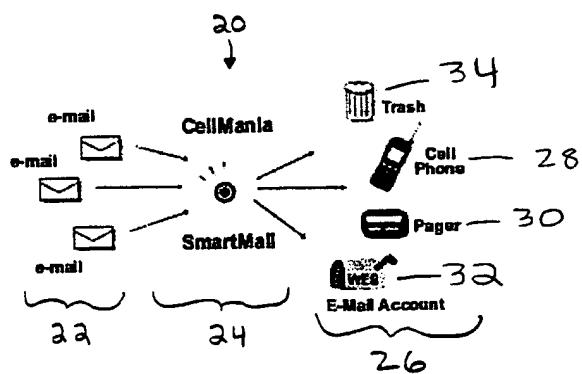 20
34
Trash
e-mail
CellMania
e-mail
Cell
Phone
28
Pager
30
SmartMail
e-mail
WEB
32
E-Mail Account
22
24
26